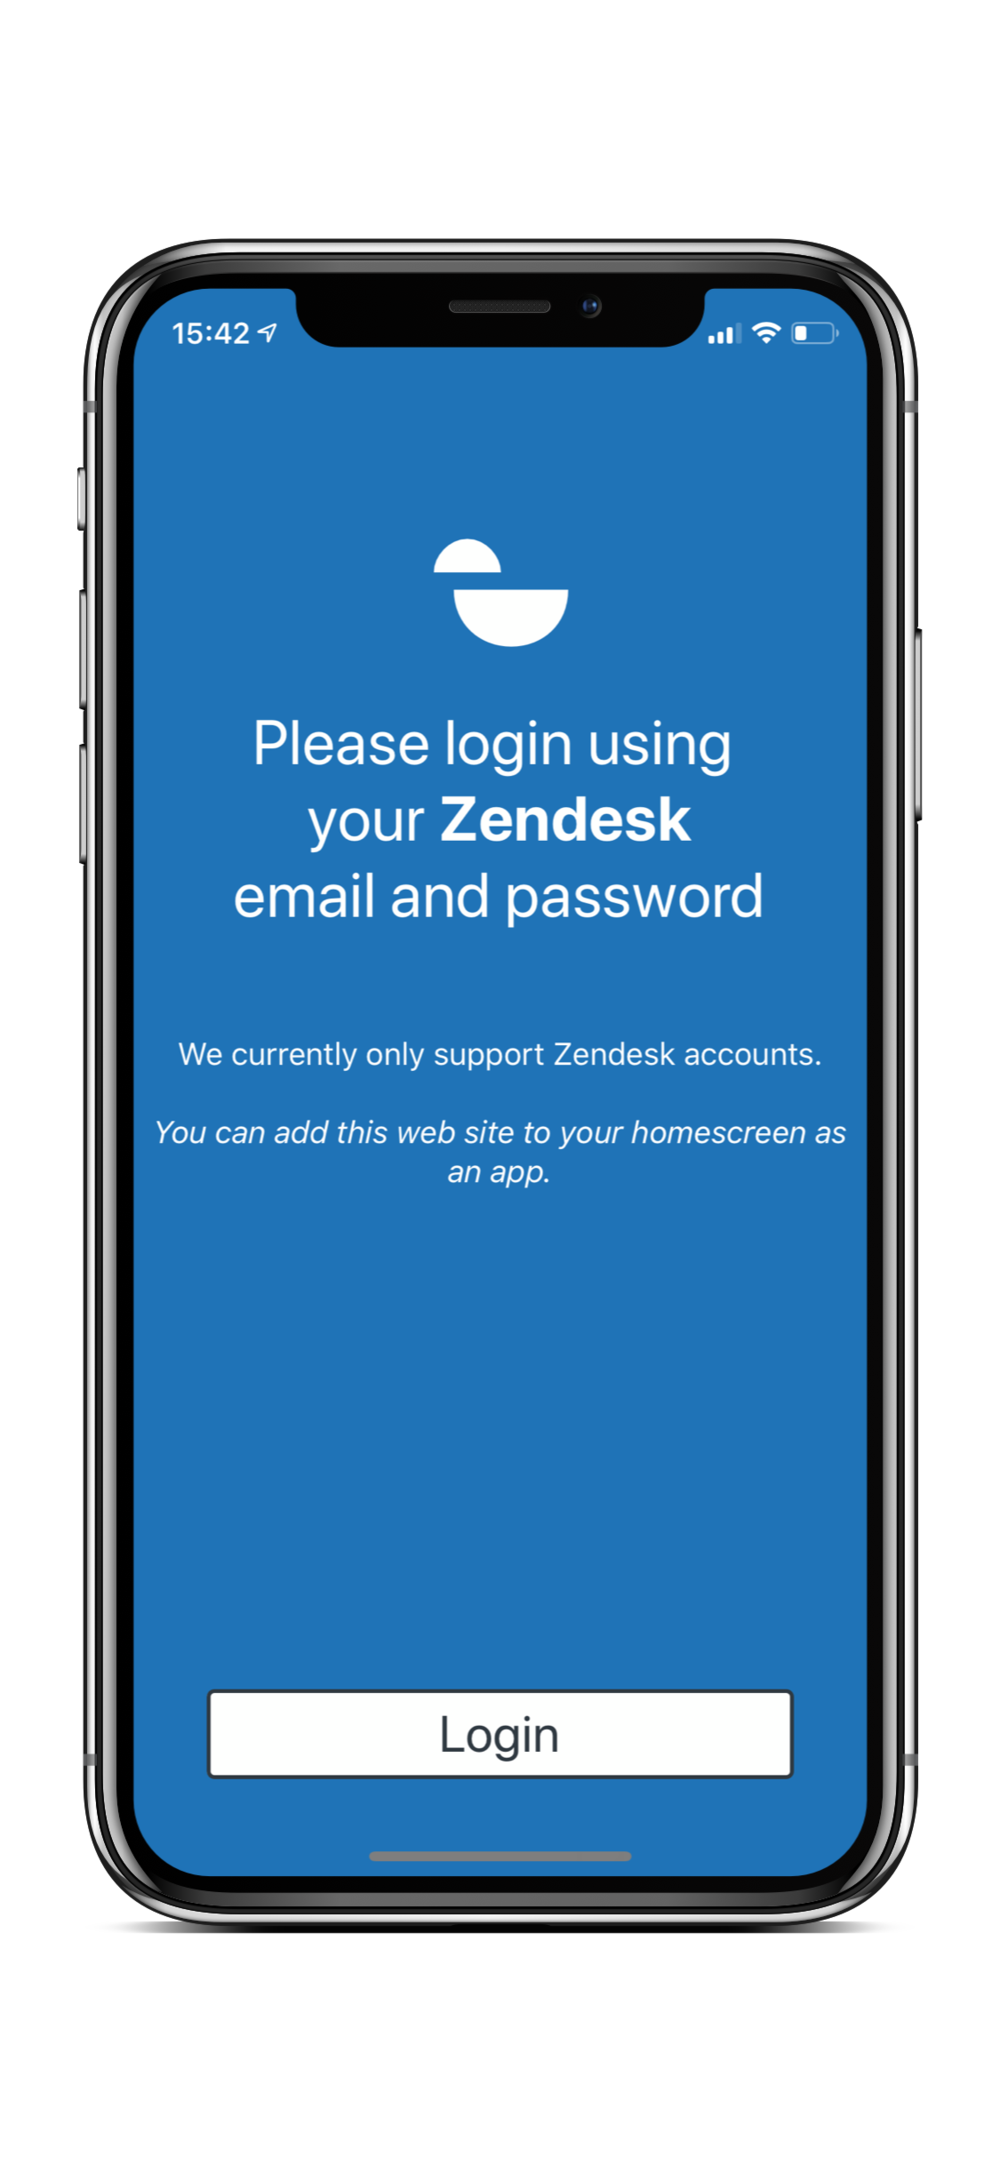 15:42
Please login using
your Zendesk
email and password
We currently only support Zendesk accounts.
You can add this web site to your homescreen as
an app.
Login